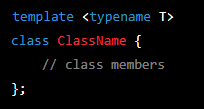 template <typename T>
class ClassName {
    // class members
};